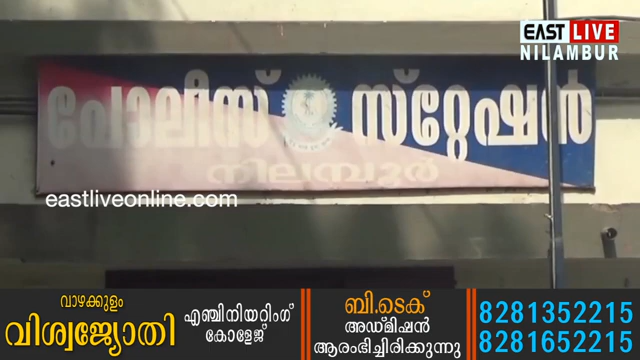 EAST LIVE
NILAMBUR
പോലീസ് സ്റ്റേഷൻ
നിലമ്പൂർ
eastliveonline.com
വാഴക്കുളം
വിശ്വജ്യോതി
എഞ്ചിനിയറിംഗ്
കോളേജ്
ബി.ടെക്
അഡ്മിഷൻ
ആരംഭിച്ചിരിക്കുന്നു
8281352215
8281652215